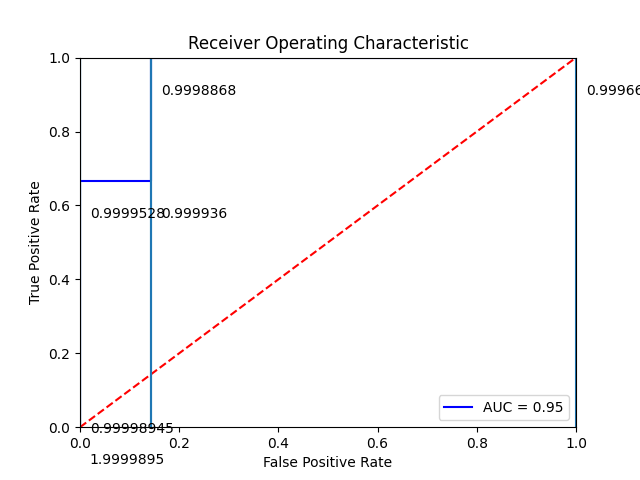 Receiver Operating Characteristic
1.0
0.9998868
0.99966
0.8
0.6
0.9999528
0.999936
True Positive Rate
0.4
0.2
AUC = 0.95
0.0
0.99998945
0.0 0.2 0.4 0.6 0.8 1.0
1.9999895
False Positive Rate